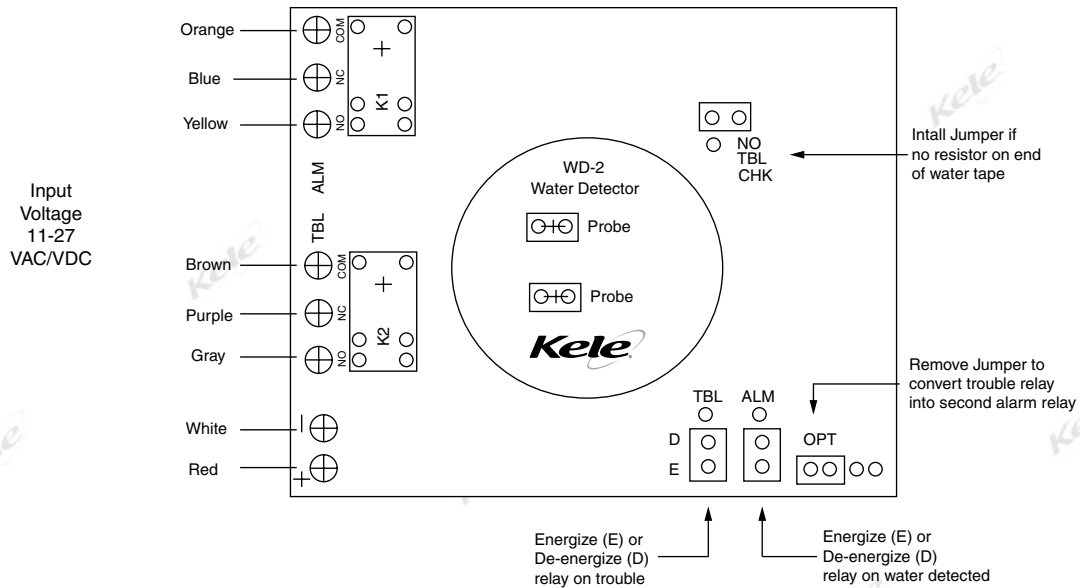 Orange
Blue
Yellow
COM
NC
NO
K1
ALM
TBL
Input
Voltage
11-27
VAC/VDC
Brown
Purple
Gray
COM
NC
NO
K2
White
Red
−
+
WD-2
Water Detector
Probe
Probe
Kele
NO
TBL
CHK
Intall Jumper if
no resistor on end
of water tape
Remove Jumper to
convert trouble relay
into second alarm relay
TBL
ALM
OPT
D
E
Energize (E) or
De-energize (D)
relay on trouble
Energize (E) or
De-energize (D)
relay on water detected
Kele
Kele
Kele